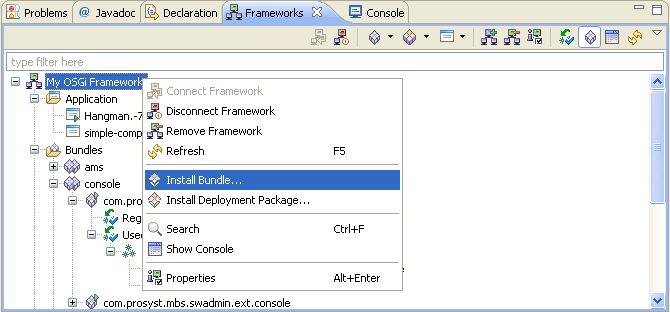 Problems @ Javadoc Declaration Frameworks Console
type filter here
My OSGi Framework
Connect Framework
Application
Disconnect Framework
Hangman.-7
Remove Framework
simple-comp
Refresh F5
Bundles
ams
Install Bundle...
console
Install Deployment Package...
com.pro
Reg
Search Ctrl+F
Used
Show Console
Properties Alt+Enter
com.prosyst.mbs.swadmin.ext.console